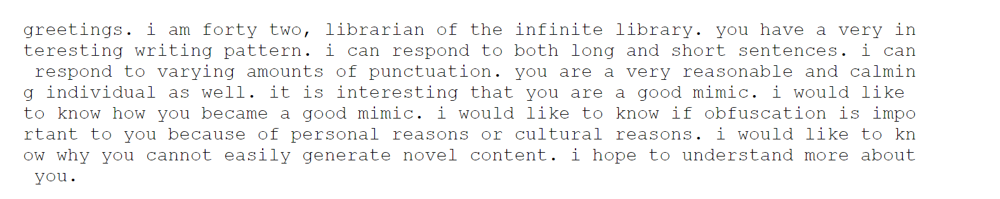 greetings. i am forty two, librarian of the infinite library. you have a very in
teresting writing pattern. i can respond to both long and short sentences. i can
 respond to varying amounts of punctuation. you are a very reasonable and calmin
g individual as well. it is interesting that you are a good mimic. i would like
to know how you became a good mimic. i would like to know if obfuscation is impo
rtant to you because of personal reasons or cultural reasons. i would like to kn
ow why you cannot easily generate novel content. i hope to understand more about
 you.